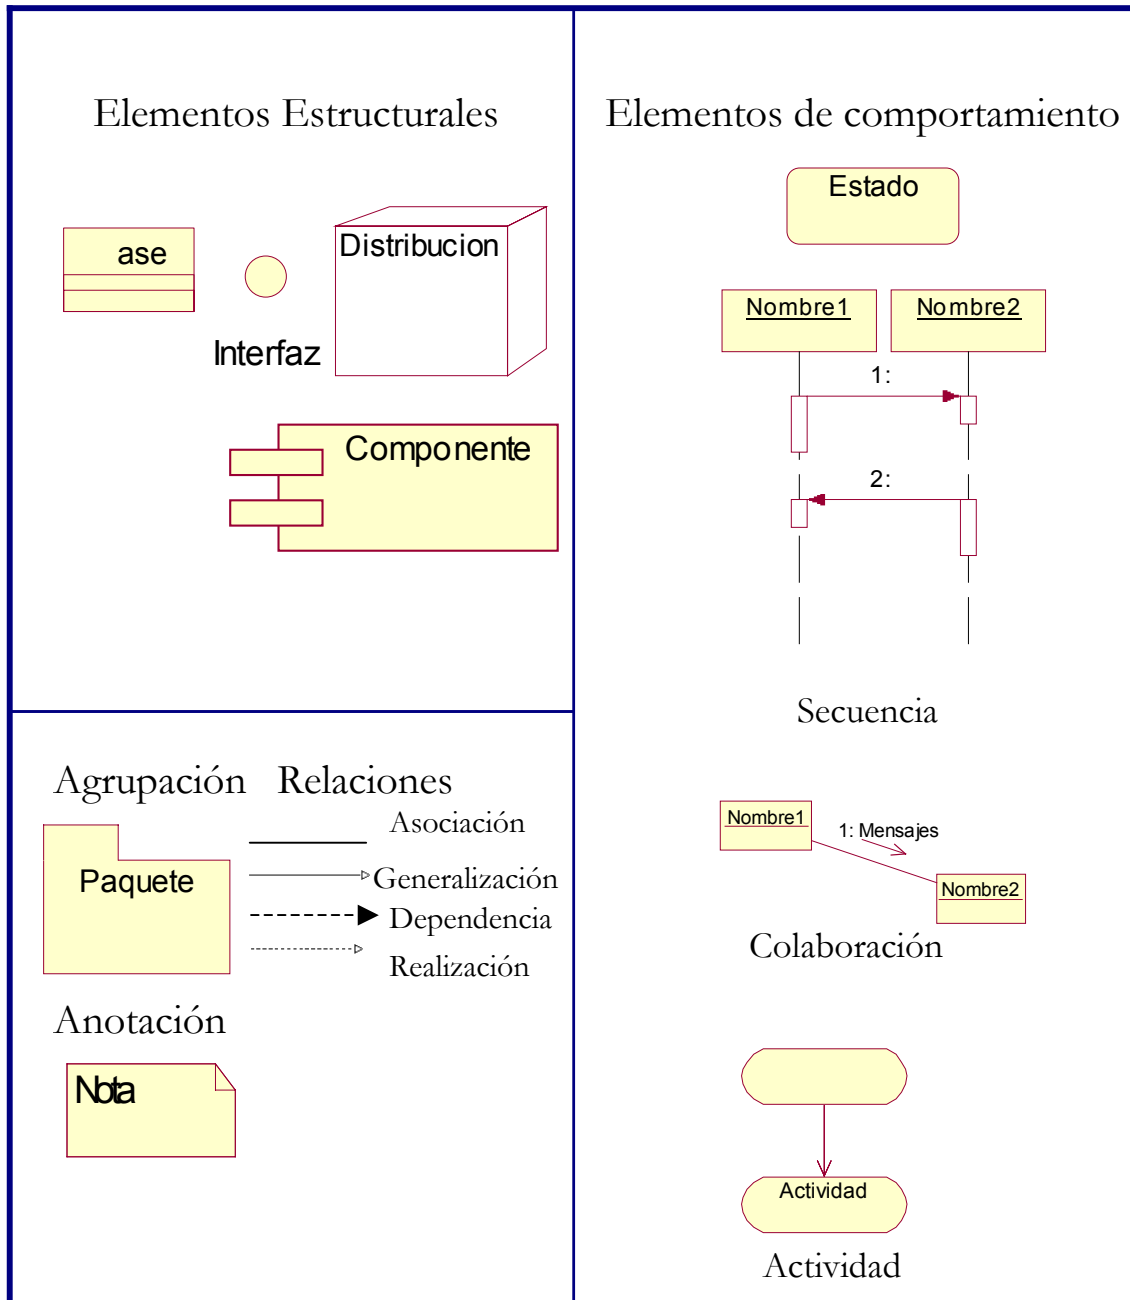 Elementos Estructurales
ase
Interfaz
Distribucion
Componente
Elementos de comportamiento
Estado
Nombre1
Nombre2
1:
2:
Secuencia
Agrupación
Relaciones
Paquete
Asociación
Generalización
Dependencia
Realización
Anotación
Nota
Nombre1
1: Mensajes
Nombre2
Colaboración
Actividad
Actividad